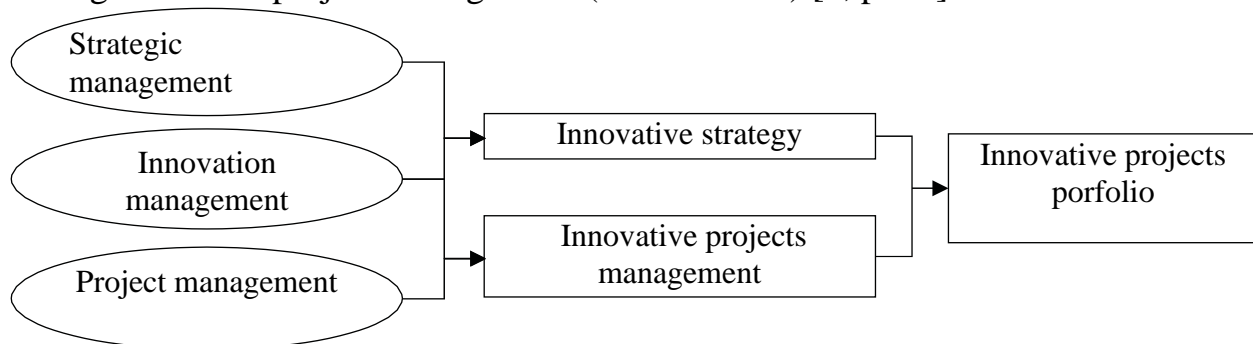 Strategic
management
Innovation
management
Project management
Innovative strategy
Innovative projects
management
Innovative projects
porfolio